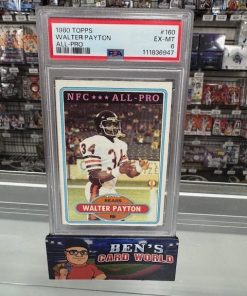 1980 TOPPS #160
WALTER PAYTON EX-MT
ALL-PRO 6
PSA 111836947
NFC ★★★ ALL-PRO
34
BEARS
WALTER PAYTON
RB
BEN'S
CARD WORLD